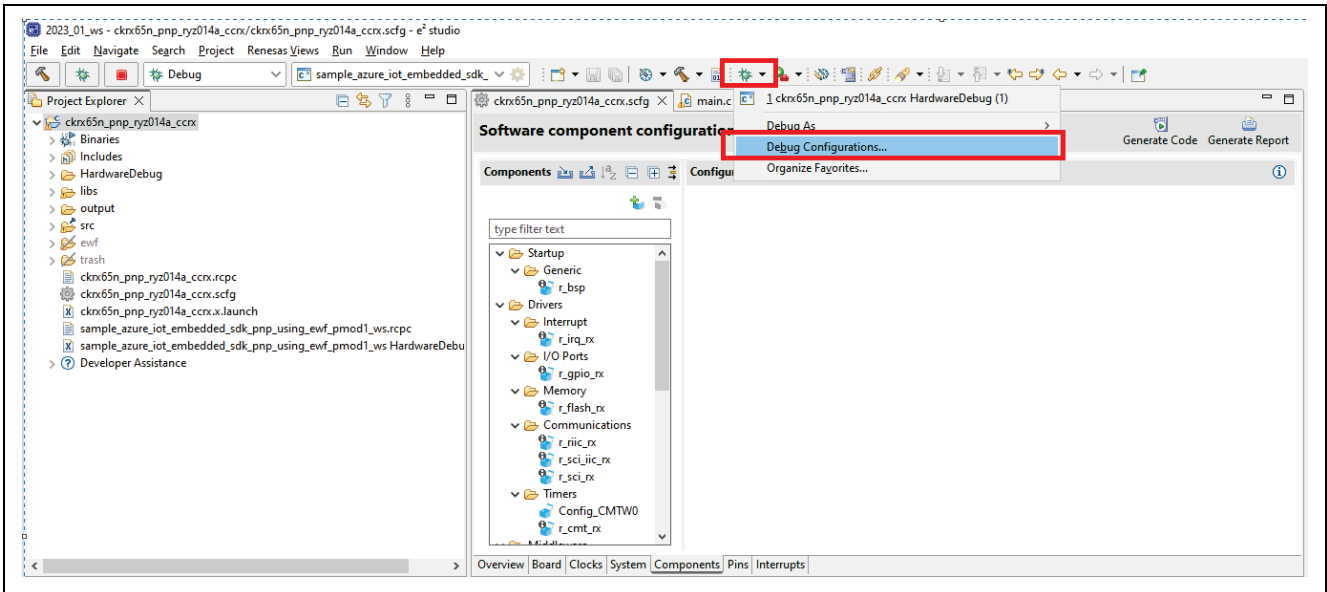 2023_01_ws - ckrx65n_pnp_ryz014a_ccrx/ckrx65n_pnp_ryz014a_ccrx.scfg - e² studio
File Edit Navigate Search Project Renesas Views Run Window Help
Debug
sample_azure_iot_embedded_sdk_
Project Explorer
ckrx65n_pnp_ryz014a_ccrx
Binaries
Includes
HardwareDebug
libs
output
src
ewf
trash
ckrx65n_pnp_ryz014a_ccrx.rcpc
ckrx65n_pnp_ryz014a_ccrx.scfg
ckrx65n_pnp_ryz014a_ccrx.x.launch
sample_azure_iot_embedded_sdk_pnp_using_ewf_pmod1_ws.rcpc
sample_azure_iot_embedded_sdk_pnp_using_ewf_pmod1_ws HardwareDebu
Developer Assistance
ckrx65n_pnp_ryz014a_ccrx.scfg
main.c
1 ckrx65n_pnp_ryz014a_ccrx HardwareDebug (1)
Debug As
Debug Configurations...
Organize Favorites...
Software component configuration
Generate Code Generate Report
Components
Configu
type filter text
Startup
Generic
r_bsp
Drivers
Interrupt
r_irq_rx
I/O Ports
r_gpio_rx
Memory
r_flash_rx
Communications
r_riic_rx
r_sci_iic_rx
r_sci_rx
Timers
Config_CMTW0
r_cmt_rx
Middleware
Overview Board Clocks System Components Pins Interrupts